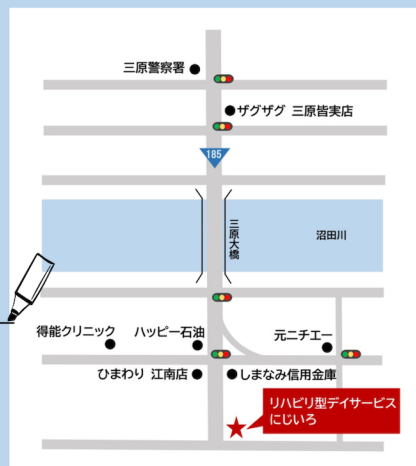 三原警察署
ザグザグ 三原皆実店
185
三原大橋
沼田川
得能クリニック
ハッピー石油
元ニチエー
ひまわり 江南店
しまなみ信用金庫
リハビリ型デイサービス
にじいろ